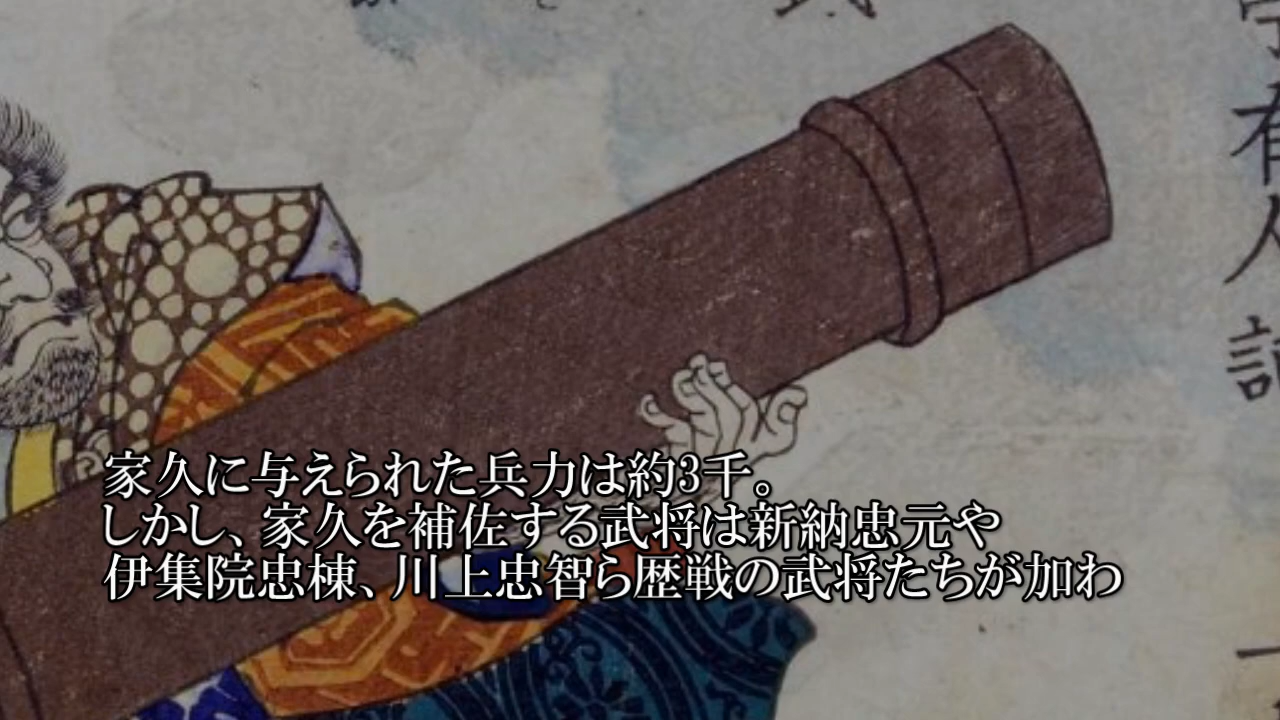 家久に与えられた兵力は約3千。
しかし、家久を補佐する武将は新納忠元や
伊集院忠棟、川上忠智ら歴戦の武将たちが加わ
有人